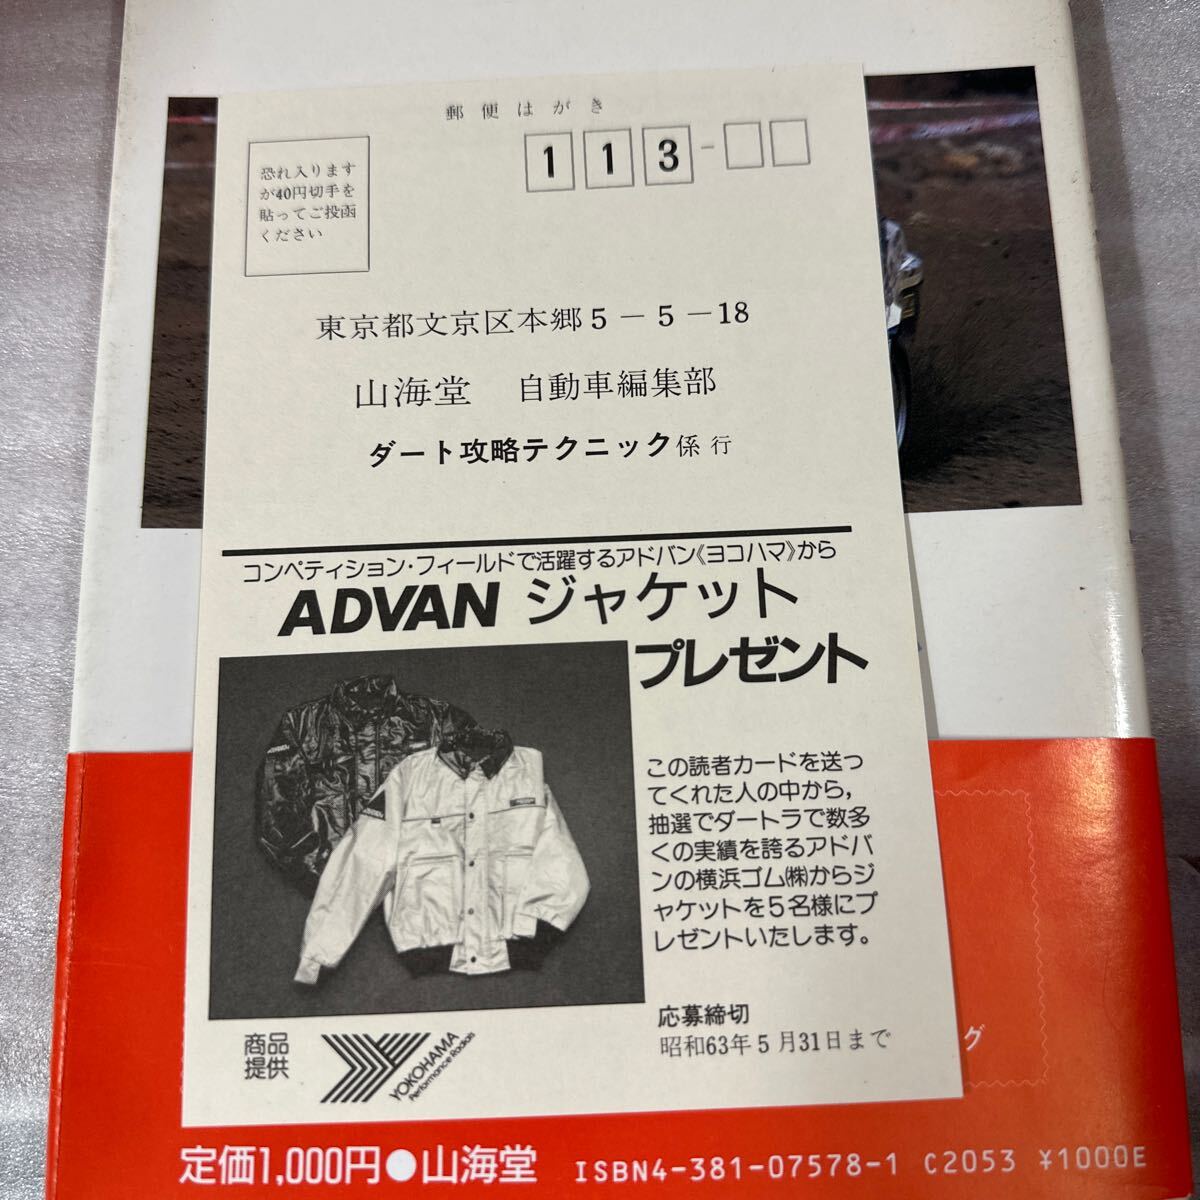 郵便はがき
恐れ入ります
が40円切手を
貼ってご投函
ください
113-
東京都文京区本郷5－5－18
山海堂　自動車編集部
ダート攻略テクニック係 行
コンペティション・フィールドで活躍するアドバン《ヨコハマ》から
ADVAN ジャケット
プレゼント
この読者カードを送っ
てくれた人の中から,
抽選でダートラで数多
くの実績を誇るアドバ
ンの横浜ゴム㈱からジ
ャケットを5名様にプ
レゼントいたします。
応募締切
昭和63年5月31日まで
商品
提供
YOKOHAMA
Performance Radials
グ
定価1,000円●山海堂
ISBN4-381-07578-1 C2053 ¥1000E